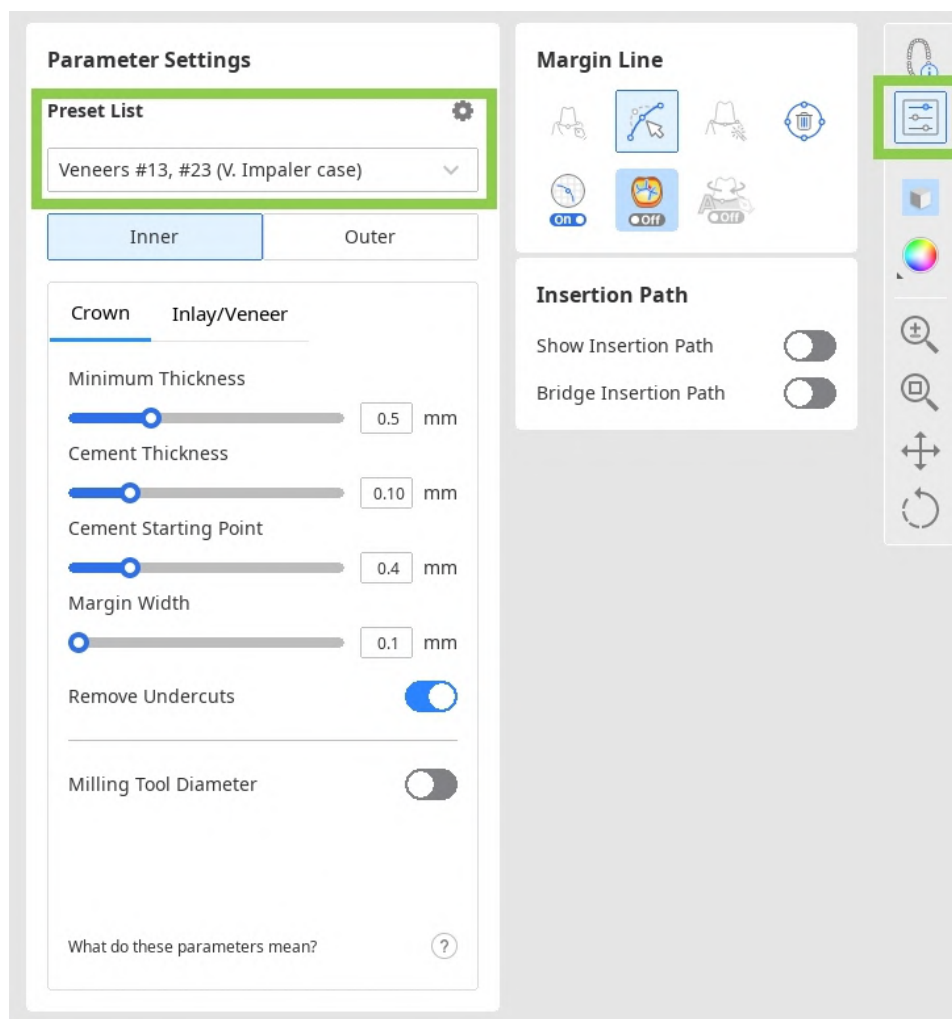 Parameter Settings
Preset List
Veneers #13, #23 (V. Impaler case)
Inner Outer
Crown Inlay/Veneer
Minimum Thickness
0.5 mm
Cement Thickness
0.10 mm
Cement Starting Point
0.4 mm
Margin Width
0.1 mm
Remove Undercuts
Milling Tool Diameter
What do these parameters mean? ?
Margin Line
On Off Off
Insertion Path
Show Insertion Path
Bridge Insertion Path